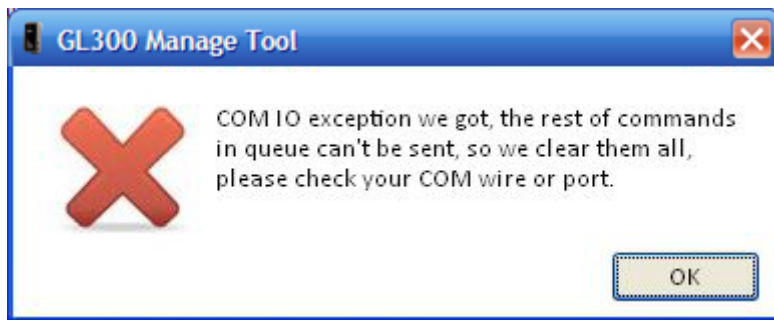 GL300 Manage Tool
COM IO exception we got, the rest of commands
in queue can't be sent, so we clear them all,
please check your COM wire or port.
OK